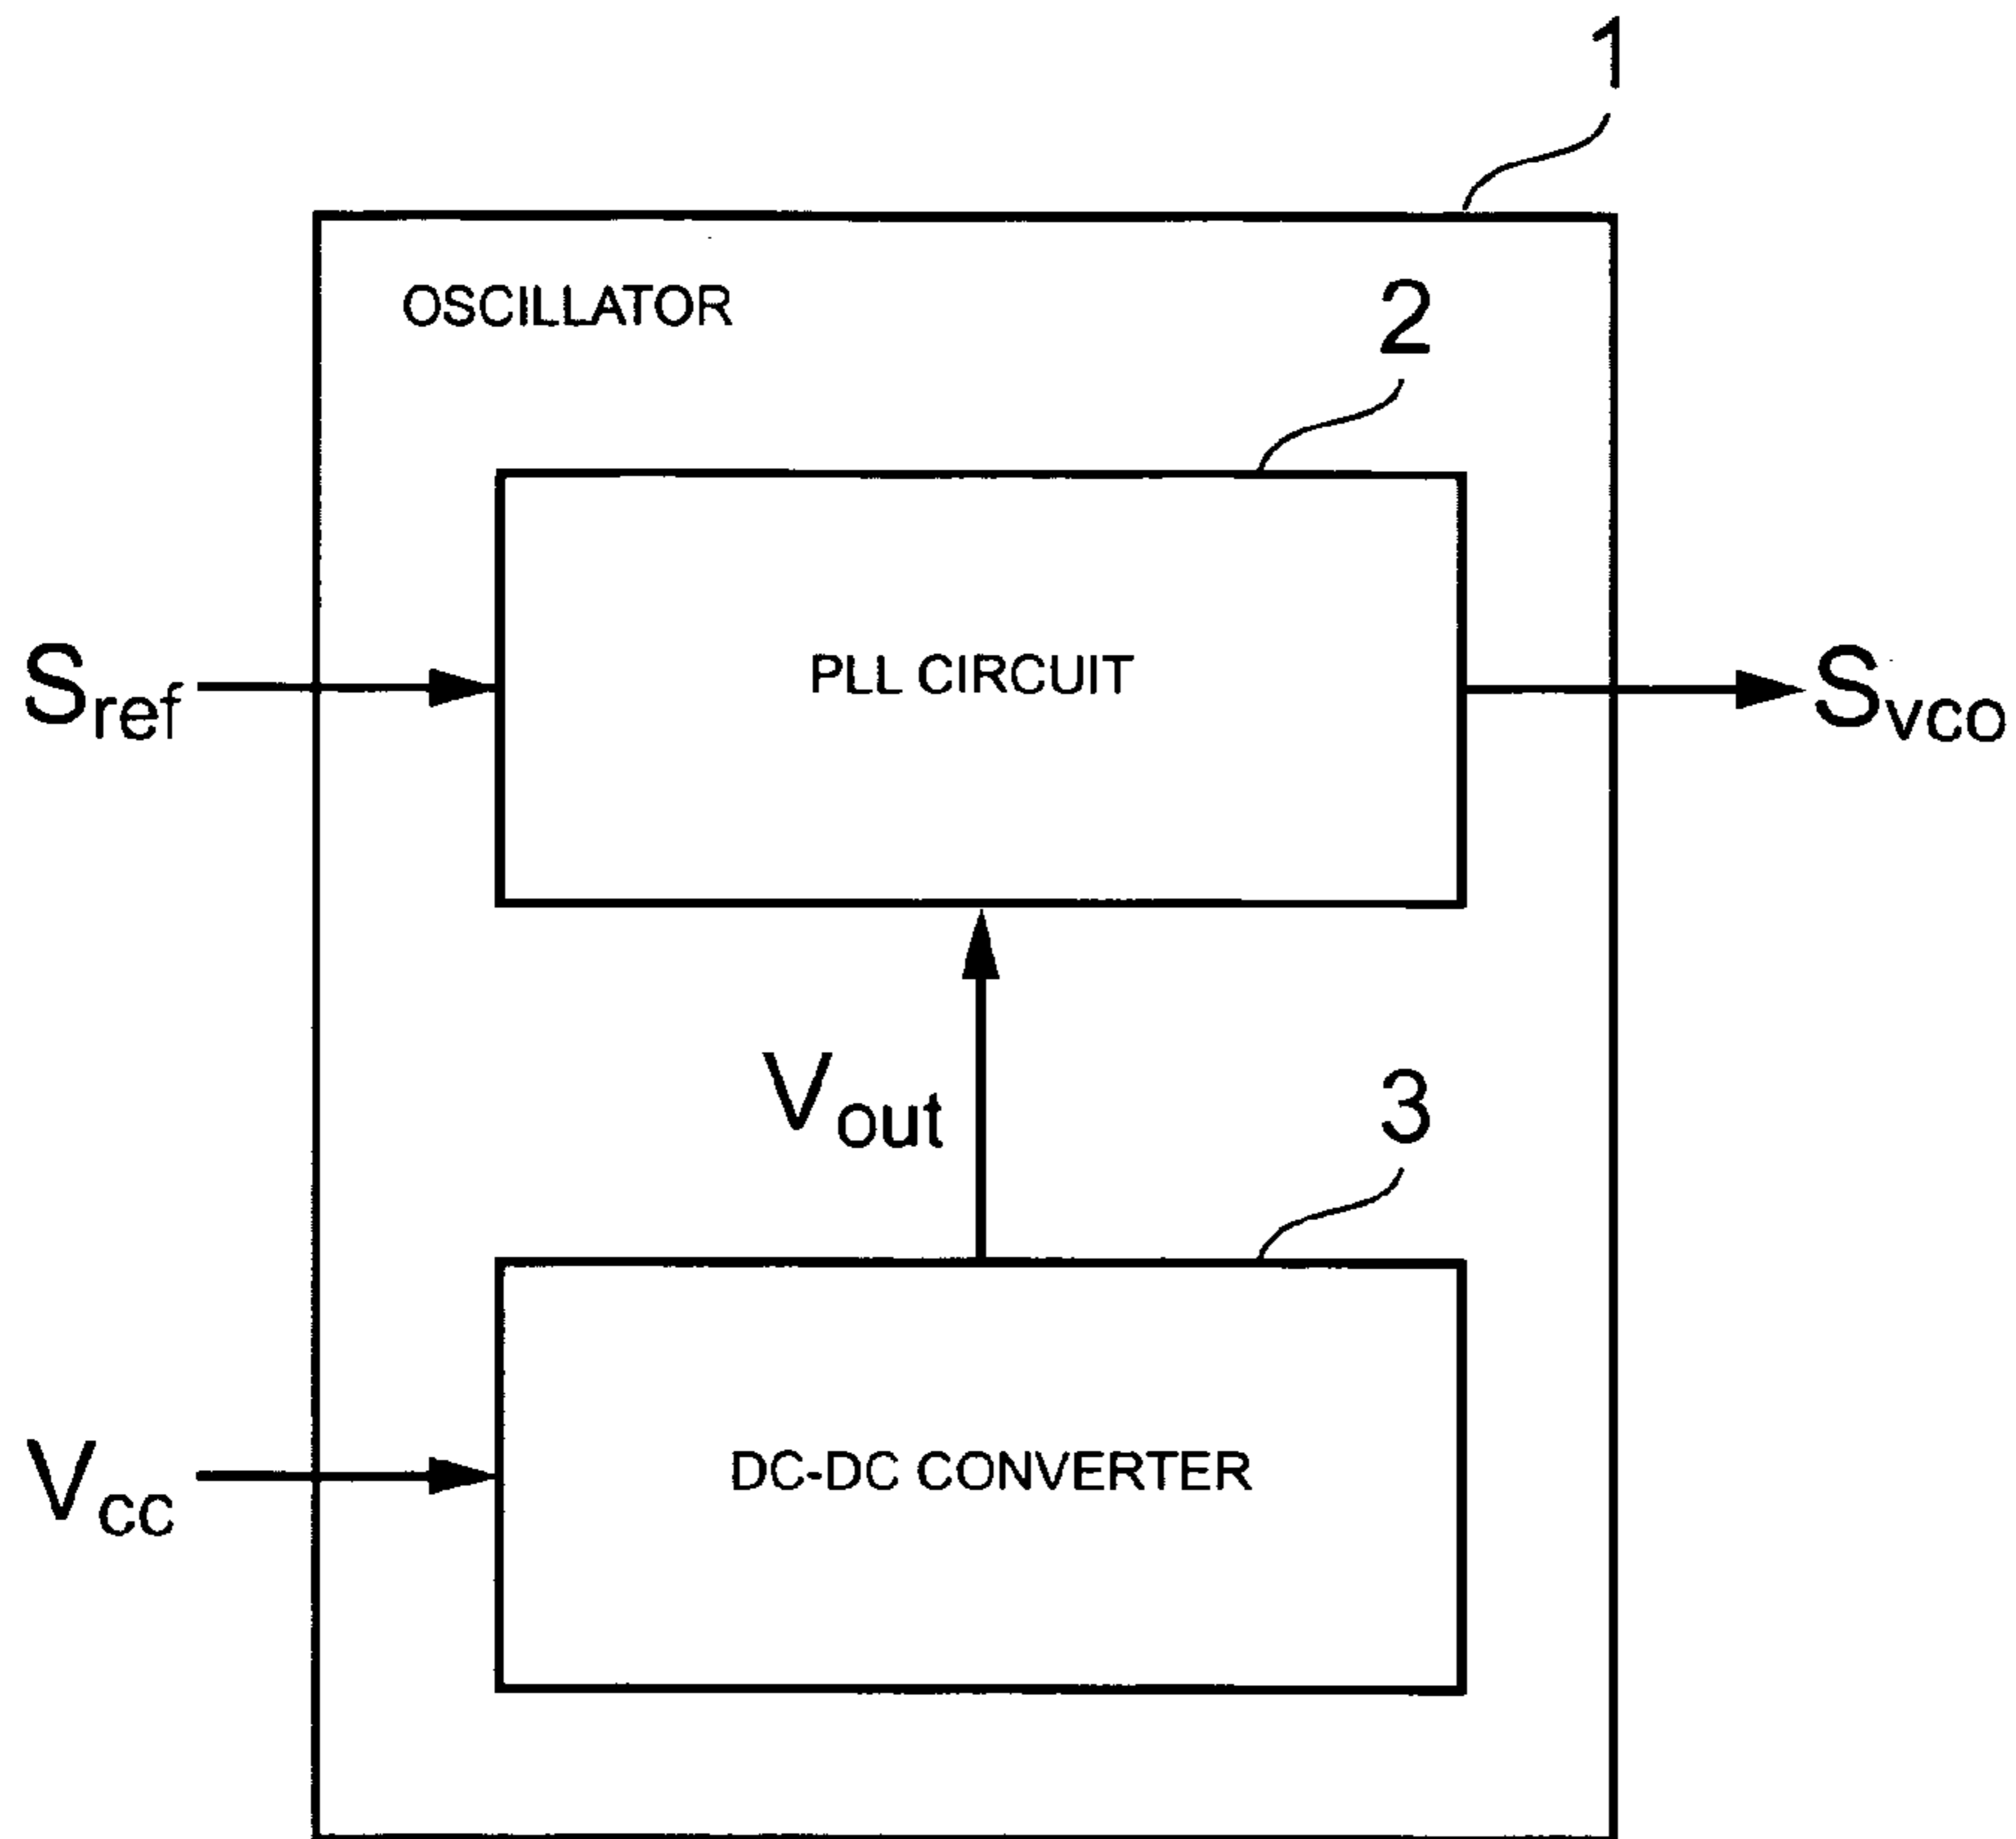 1
OSCILLATOR
2
PLL CIRCUIT
Sref
Svco
Vout
3
Vcc
DC-DC CONVERTER